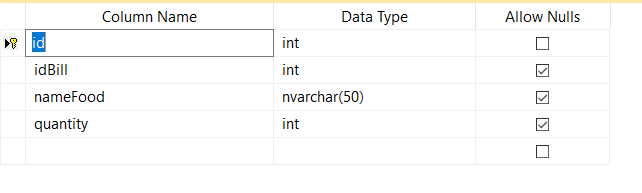 Column Name Data Type Allow Nulls
id int
idBill int
nameFood nvarchar(50)
quantity int